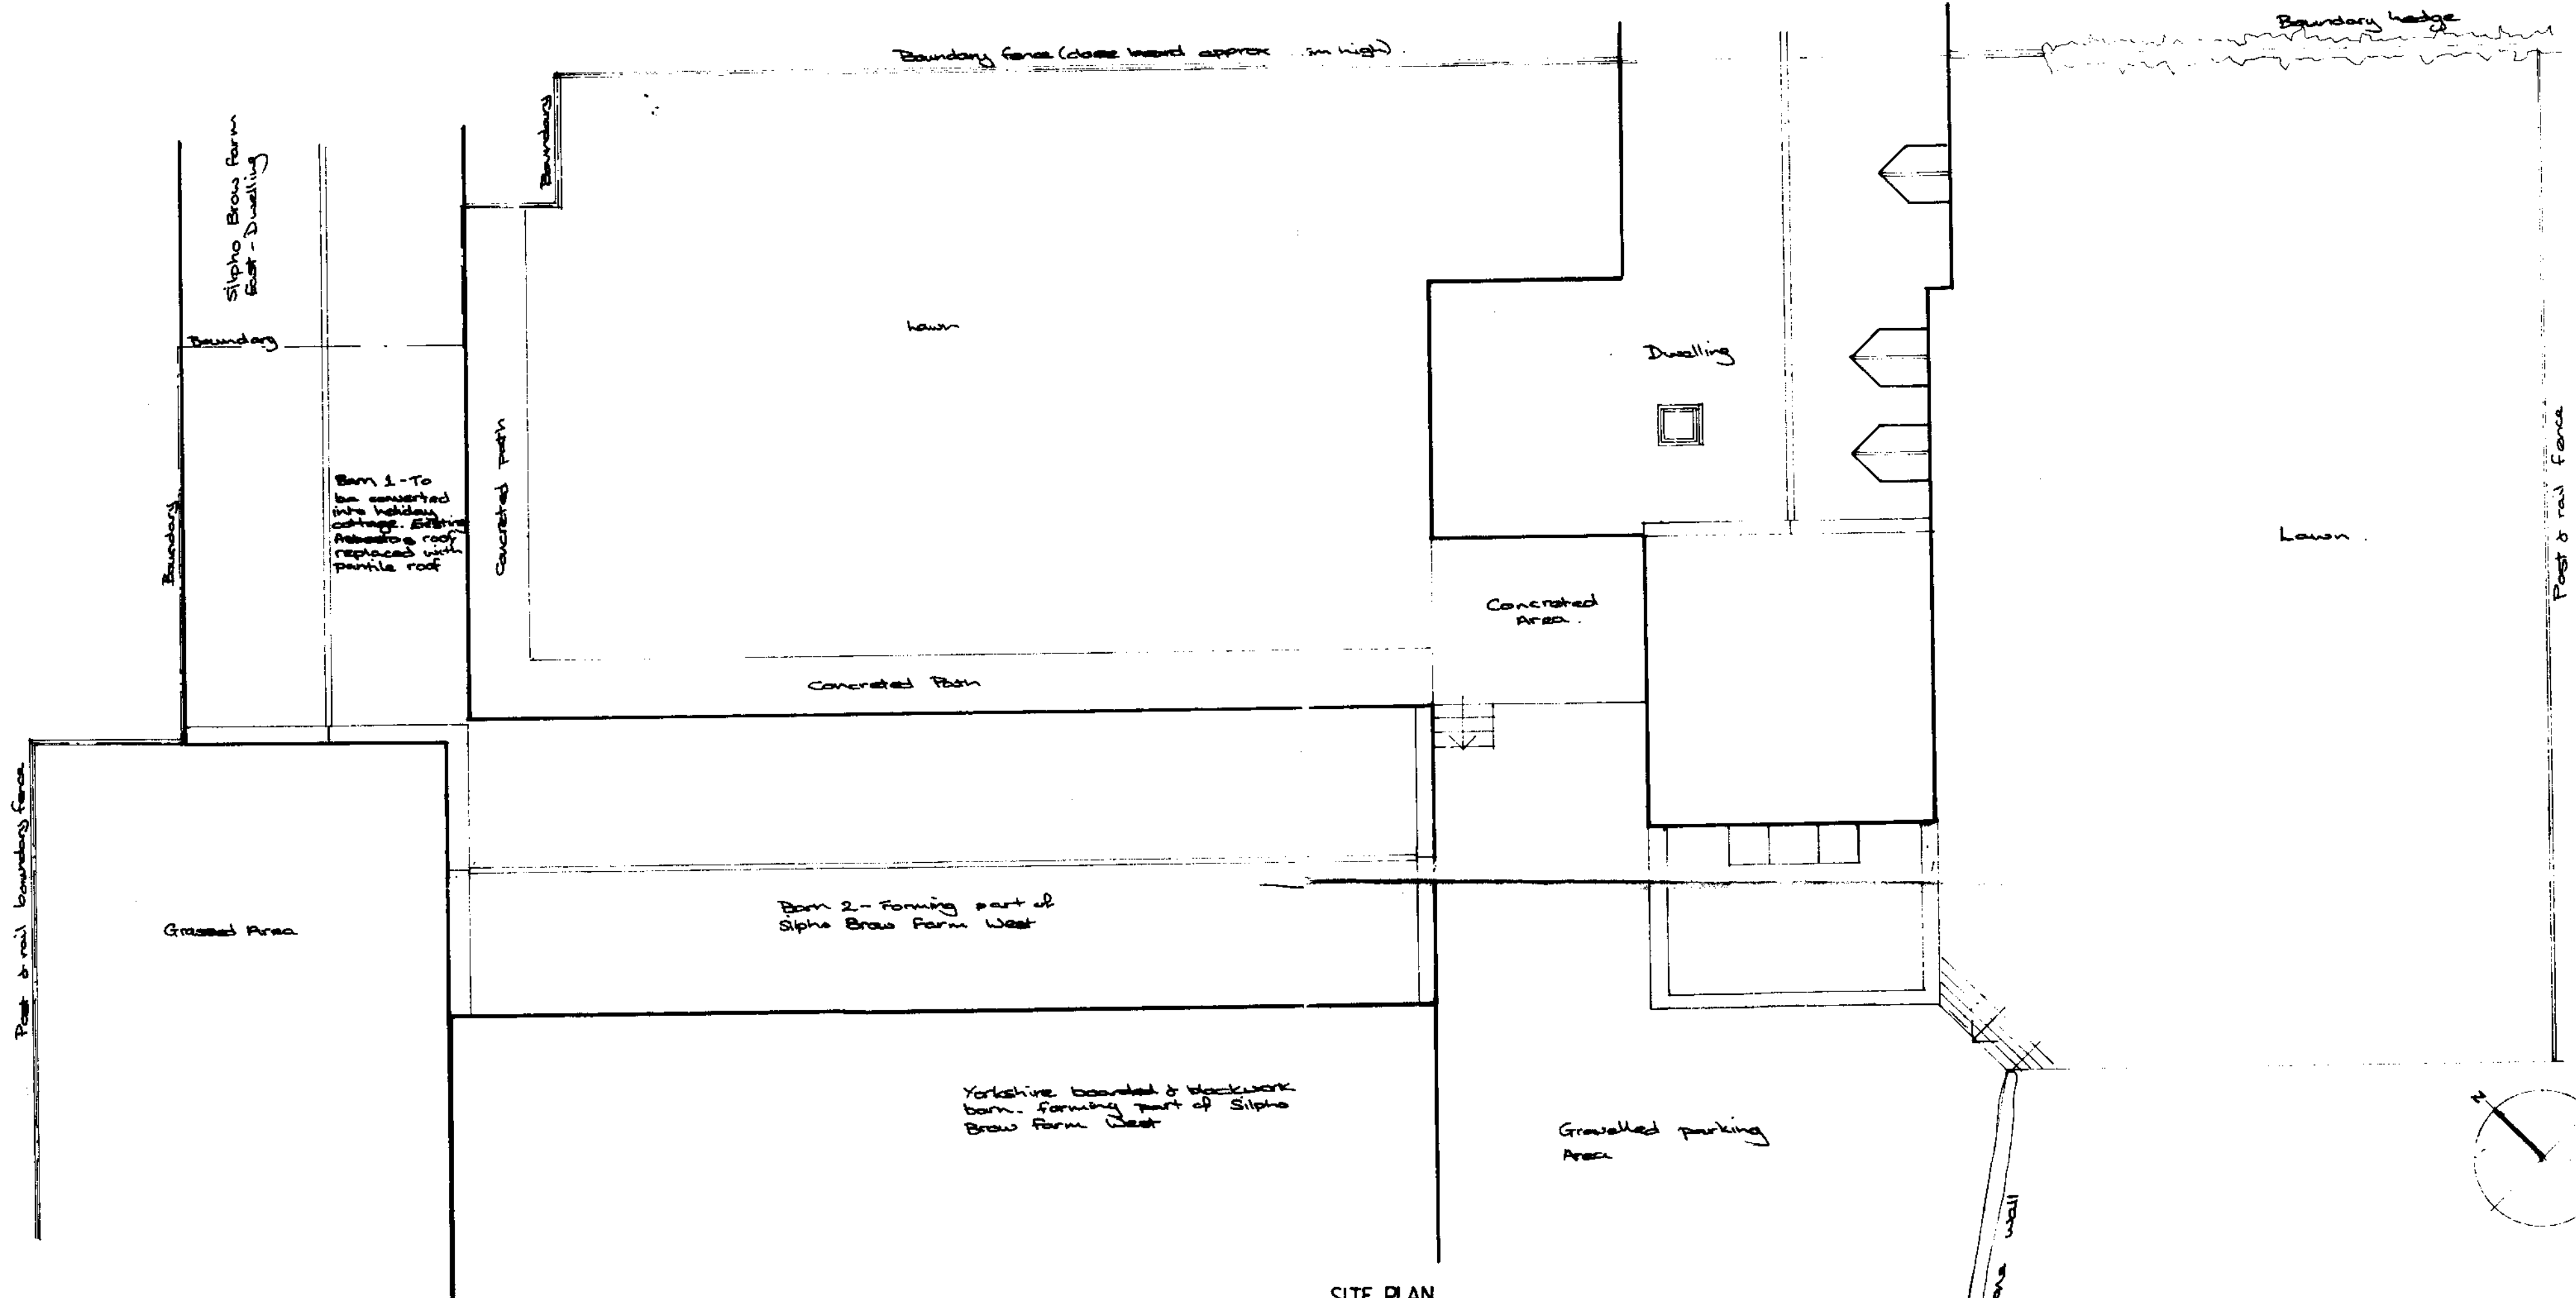 Boundary hedge
Boundary fence (close board approx 1m high).
Boundary
Silpho Brow Farm
East - Dwelling
Boundary
Lawn
Dwelling
Barn 1 - To
be converted
into holiday
cottage. Existing
Asbestos roof
replaced with
pantile roof
Concreted path
Boundary
Post & rail fence
Lawn.
Concreted
Area.
Concreted Path
Post & rail boundary fence
Grassed Area
Barn 2 - Forming part of
Silpho Brow Farm West
Yorkshire boarded & blockwork
barn. forming part of Silpho
Brow Farm West
Gravelled parking
Area
N
wall
SITE PLAN